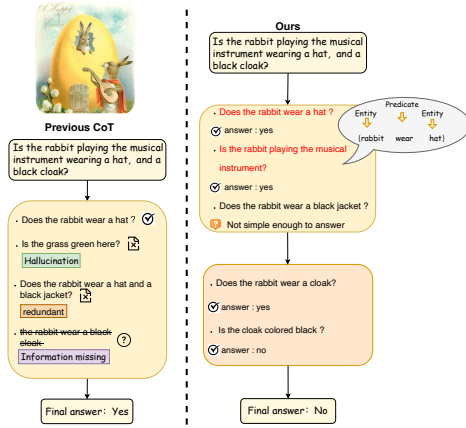 A Happy
Previous CoT
Is the rabbit playing the musical
instrument wearing a hat, and a
black cloak?
. Does the rabbit wear a hat ?
. Is the grass green here?
Hallucination
. Does the rabbit wear a hat and a
black jacket?
redundant
. the rabbit wear a black
cloak
?
Information missing
Final answer: Yes
Ours
Is the rabbit playing the musical
instrument wearing a hat, and a
black cloak?
. Does the rabbit wear a hat ?
answer : yes
. Is the rabbit playing the musical
instrument?
answer : yes
. Does the rabbit wear a black jacket ?
? Not simple enough to answer
Predicate
Entity Entity
(rabbit wear hat)
. Does the rabbit wear a cloak?
answer : yes
. Is the cloak colored black ?
answer : no
Final answer: No